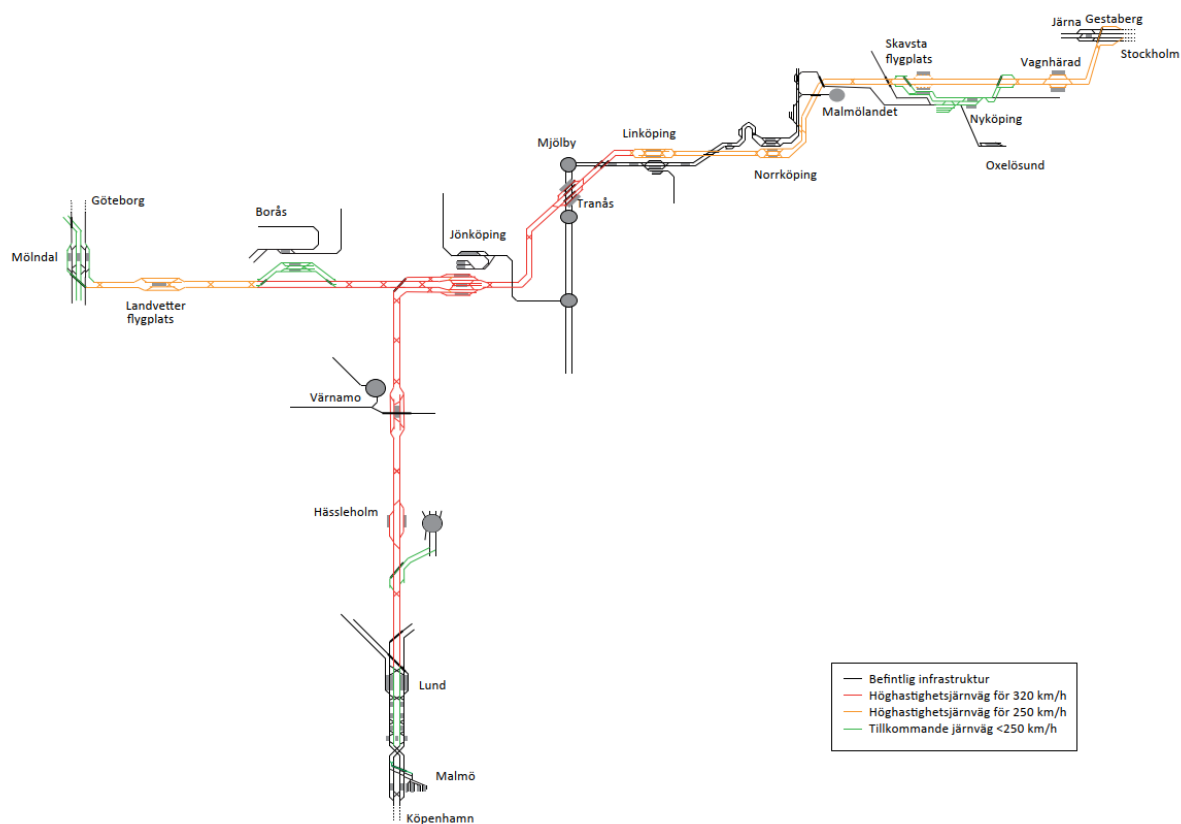 Järna
Gestaberg
Stockholm
Skavsta
flygplats
Vagnhärad
Malmölandet
Nyköping
Oxelösund
Linköping
Mjölby
Norrköping
Tranås
Göteborg
Borås
Jönköping
Mölndal
Landvetter
flygplats
Värnamo
Hässleholm
Lund
Malmö
Köpenhamn
Befintlig infrastruktur
Höghastighetsjärnväg för 320 km/h
Höghastighetsjärnväg för 250 km/h
Tillkommande järnväg <250 km/h